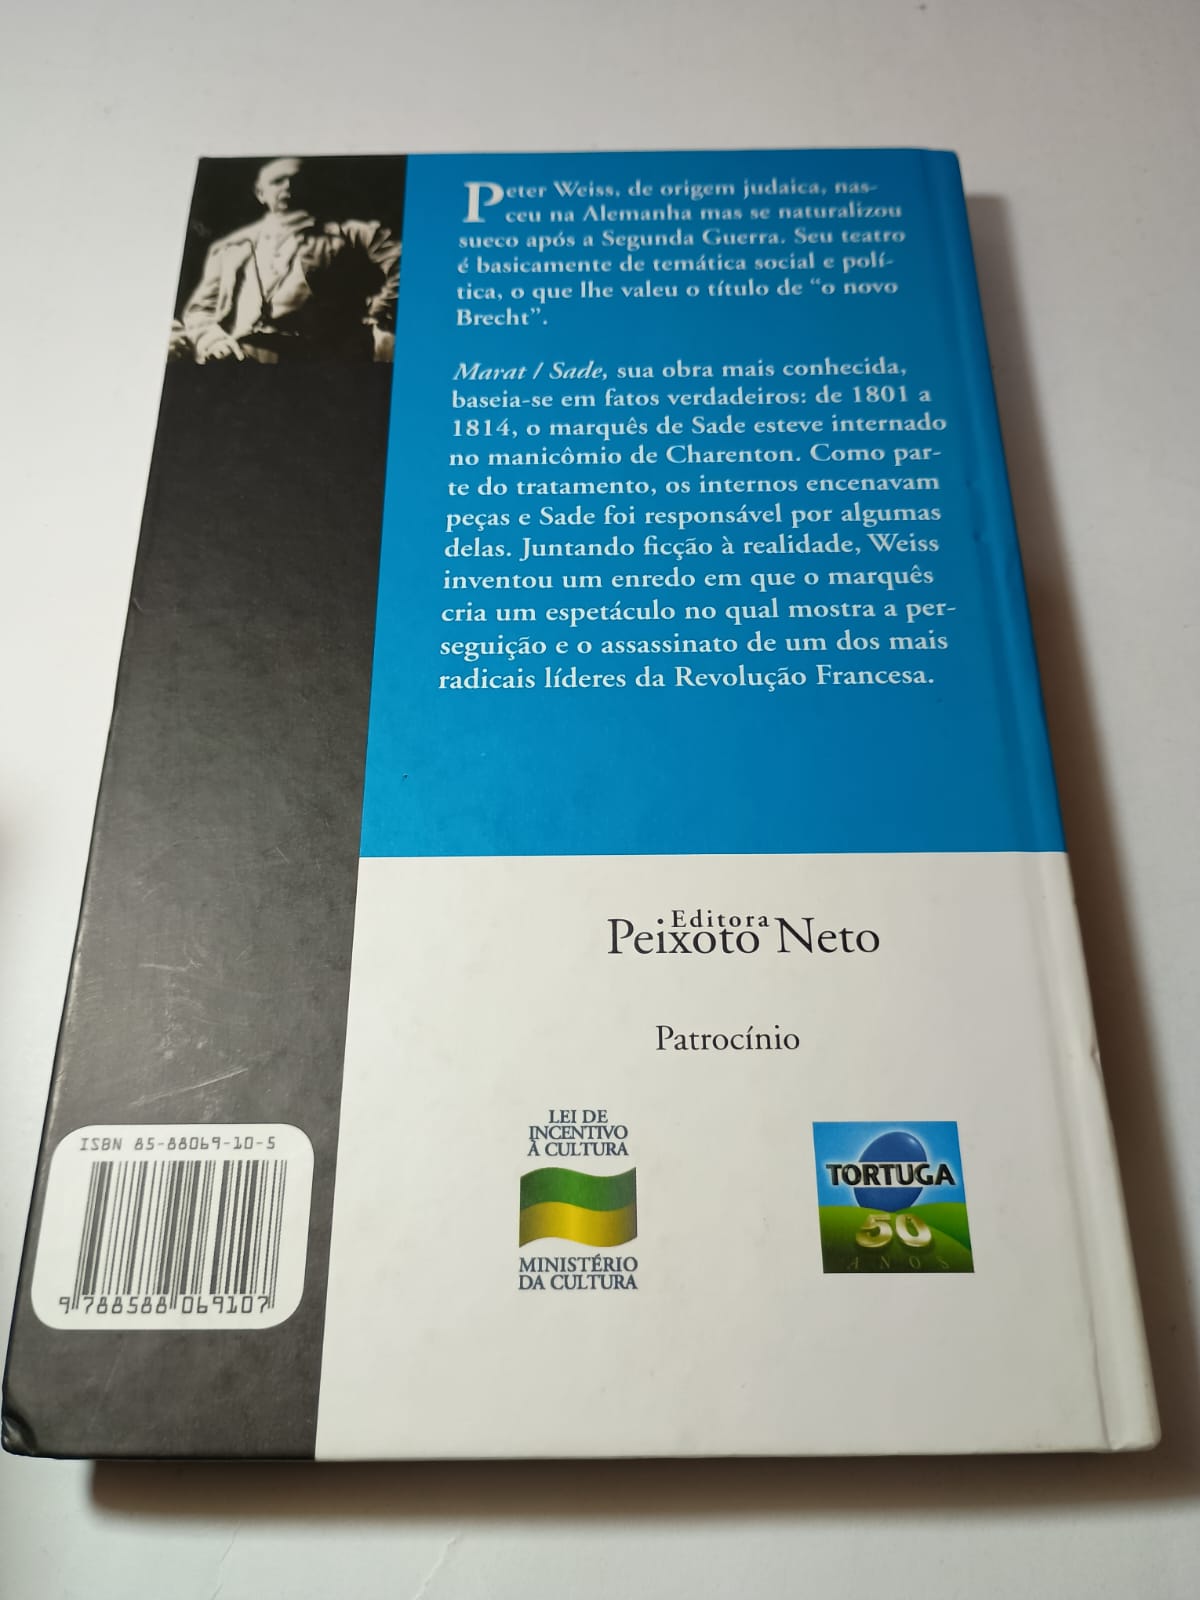 Peter Weiss, de origem judaica, nas-
ceu na Alemanha mas se naturalizou
sueco após a Segunda Guerra. Seu teatro
é basicamente de temática social e polí-
tica, o que lhe valeu o título de “o novo
Brecht”.
Marat / Sade, sua obra mais conhecida,
baseia-se em fatos verdadeiros: de 1801 a
1814, o marquês de Sade esteve internado
no manicômio de Charenton. Como par-
te do tratamento, os internos encenavam
peças e Sade foi responsável por algumas
delas. Juntando ficção à realidade, Weiss
inventou um enredo em que o marquês
cria um espetáculo no qual mostra a per-
seguição e o assassinato de um dos mais
radicais líderes da Revolução Francesa.
Editora
Peixoto Neto
Patrocínio
LEI DE
INCENTIVO
À CULTURA
MINISTÉRIO
DA CULTURA
TORTUGA
50
ANOS
ISBN 85-88069-10-5
9 788588 069107